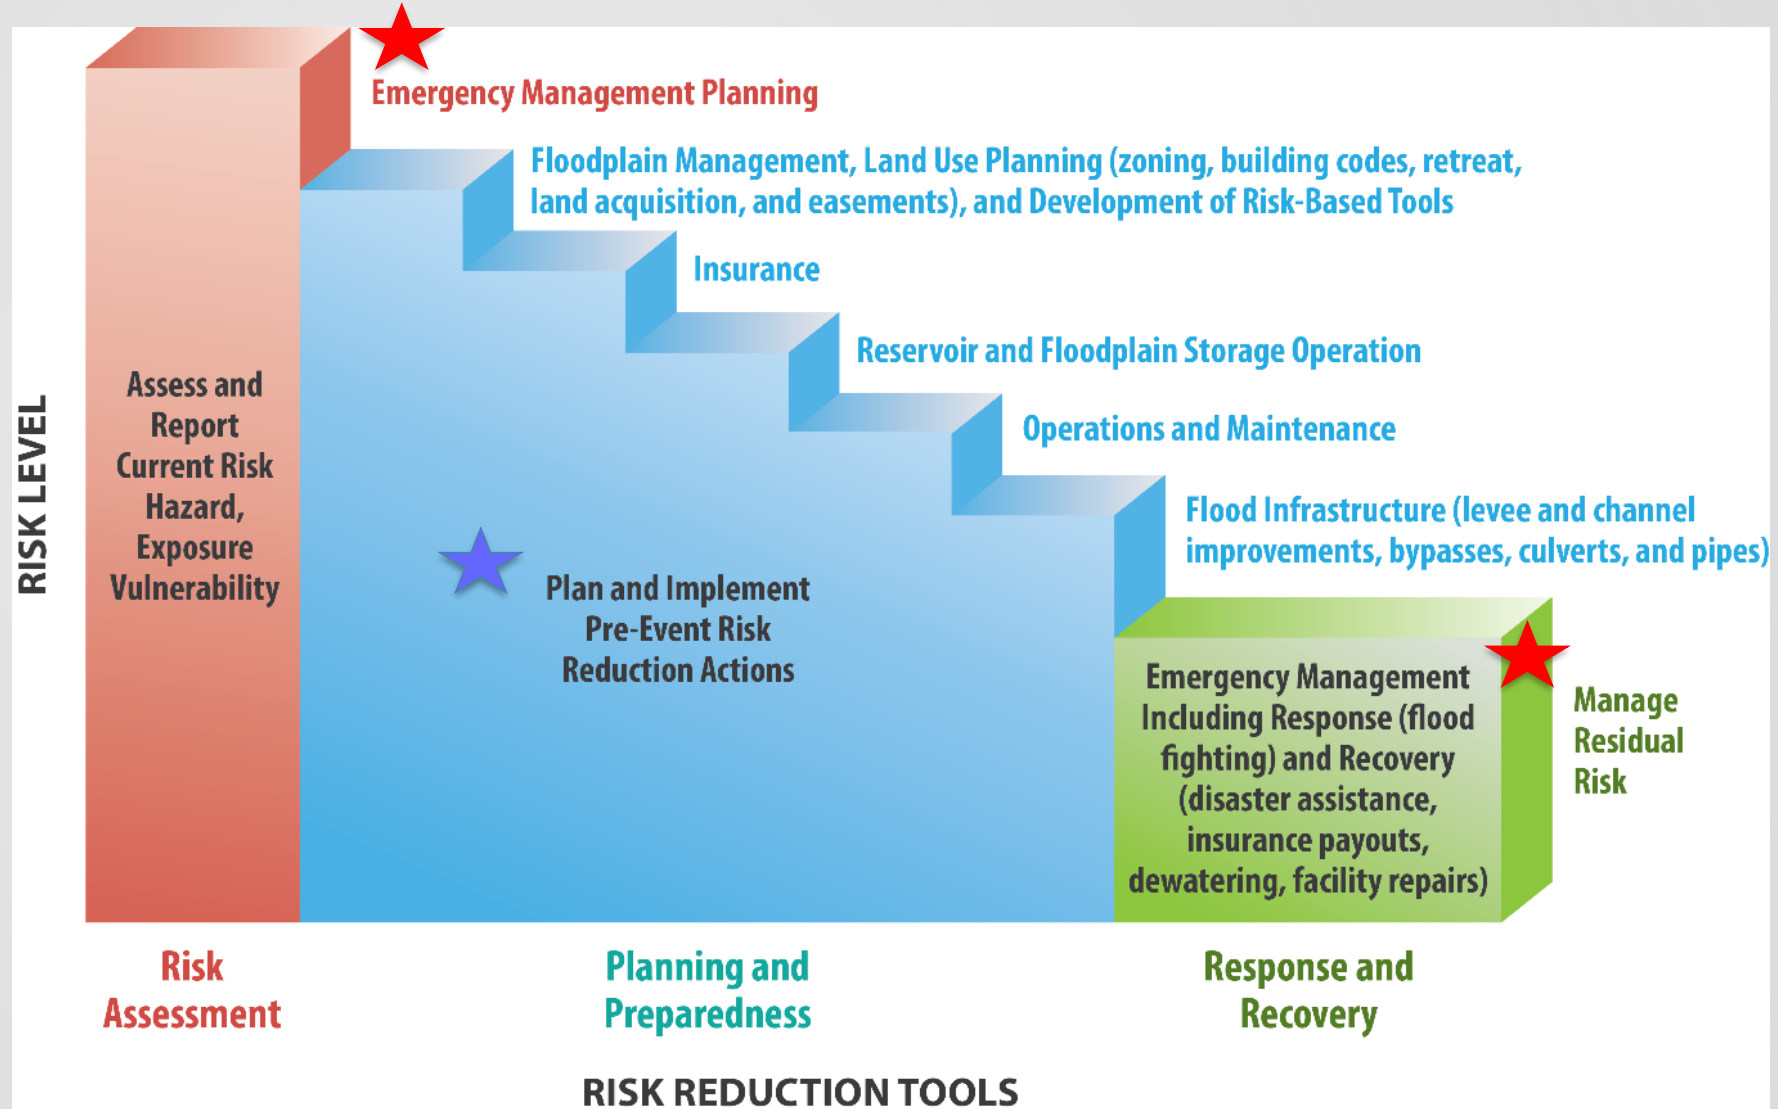 Emergency Management Planning
Floodplain Management, Land Use Planning (zoning, building codes, retreat,
land acquisition, and easements), and Development of Risk-Based Tools
Insurance
Reservoir and Floodplain Storage Operation
Operations and Maintenance
Flood Infrastructure (levee and channel
improvements, bypasses, culverts, and pipes)
RISK LEVEL
Assess and
Report
Current Risk
Hazard,
Exposure
Vulnerability
Plan and Implement
Pre-Event Risk
Reduction Actions
Emergency Management
Including Response (flood
fighting) and Recovery
(disaster assistance,
insurance payouts,
dewatering, facility repairs)
Manage
Residual
Risk
Risk
Assessment
Planning and
Preparedness
Response and
Recovery
RISK REDUCTION TOOLS